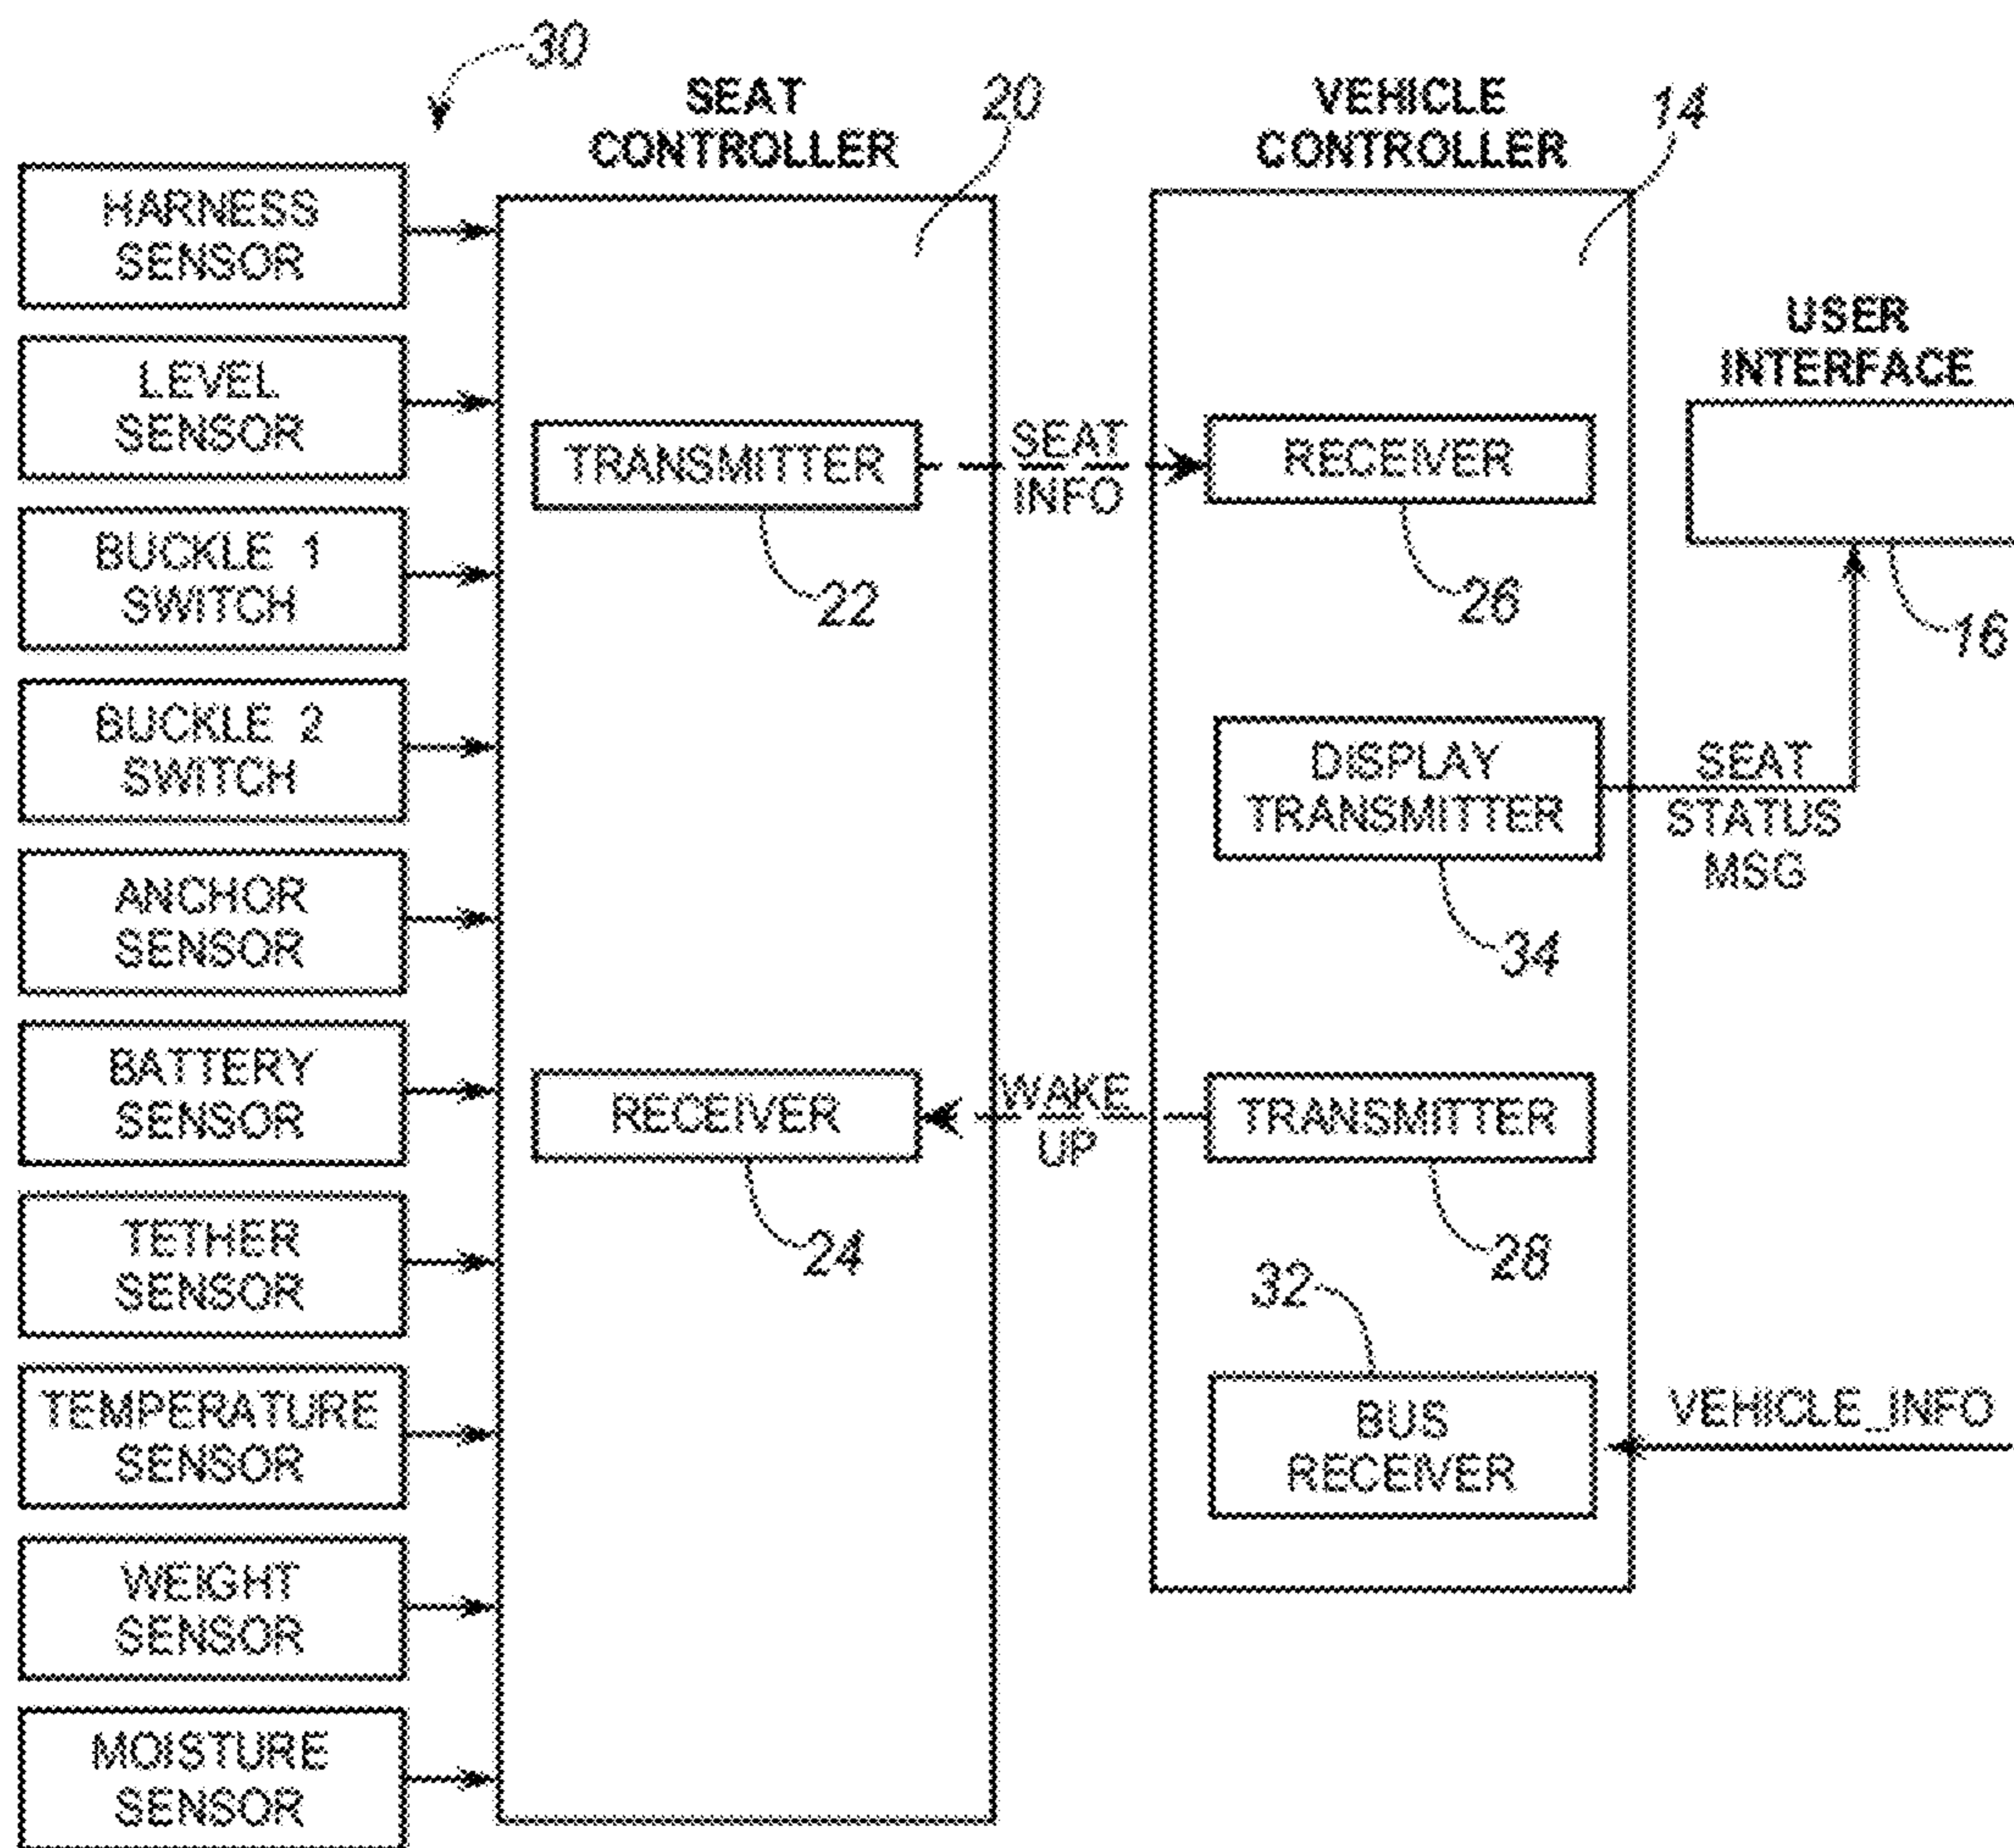 30
SEAT
CONTROLLER
20
VEHICLE
CONTROLLER
14
HARNESS
SENSOR
LEVEL
SENSOR
BUCKLE 1
SWITCH
BUCKLE 2
SWITCH
ANCHOR
SENSOR
BATTERY
SENSOR
TETHER
SENSOR
TEMPERATURE
SENSOR
WEIGHT
SENSOR
MOISTURE
SENSOR
TRANSMITTER
22
SEAT
INFO
RECEIVER
26
USER
INTERFACE
16
DISPLAY
TRANSMITTER
34
SEAT
STATUS
MSG
RECEIVER
24
WAKE
UP
TRANSMITTER
28
32
BUS
RECEIVER
VEHICLE_INFO